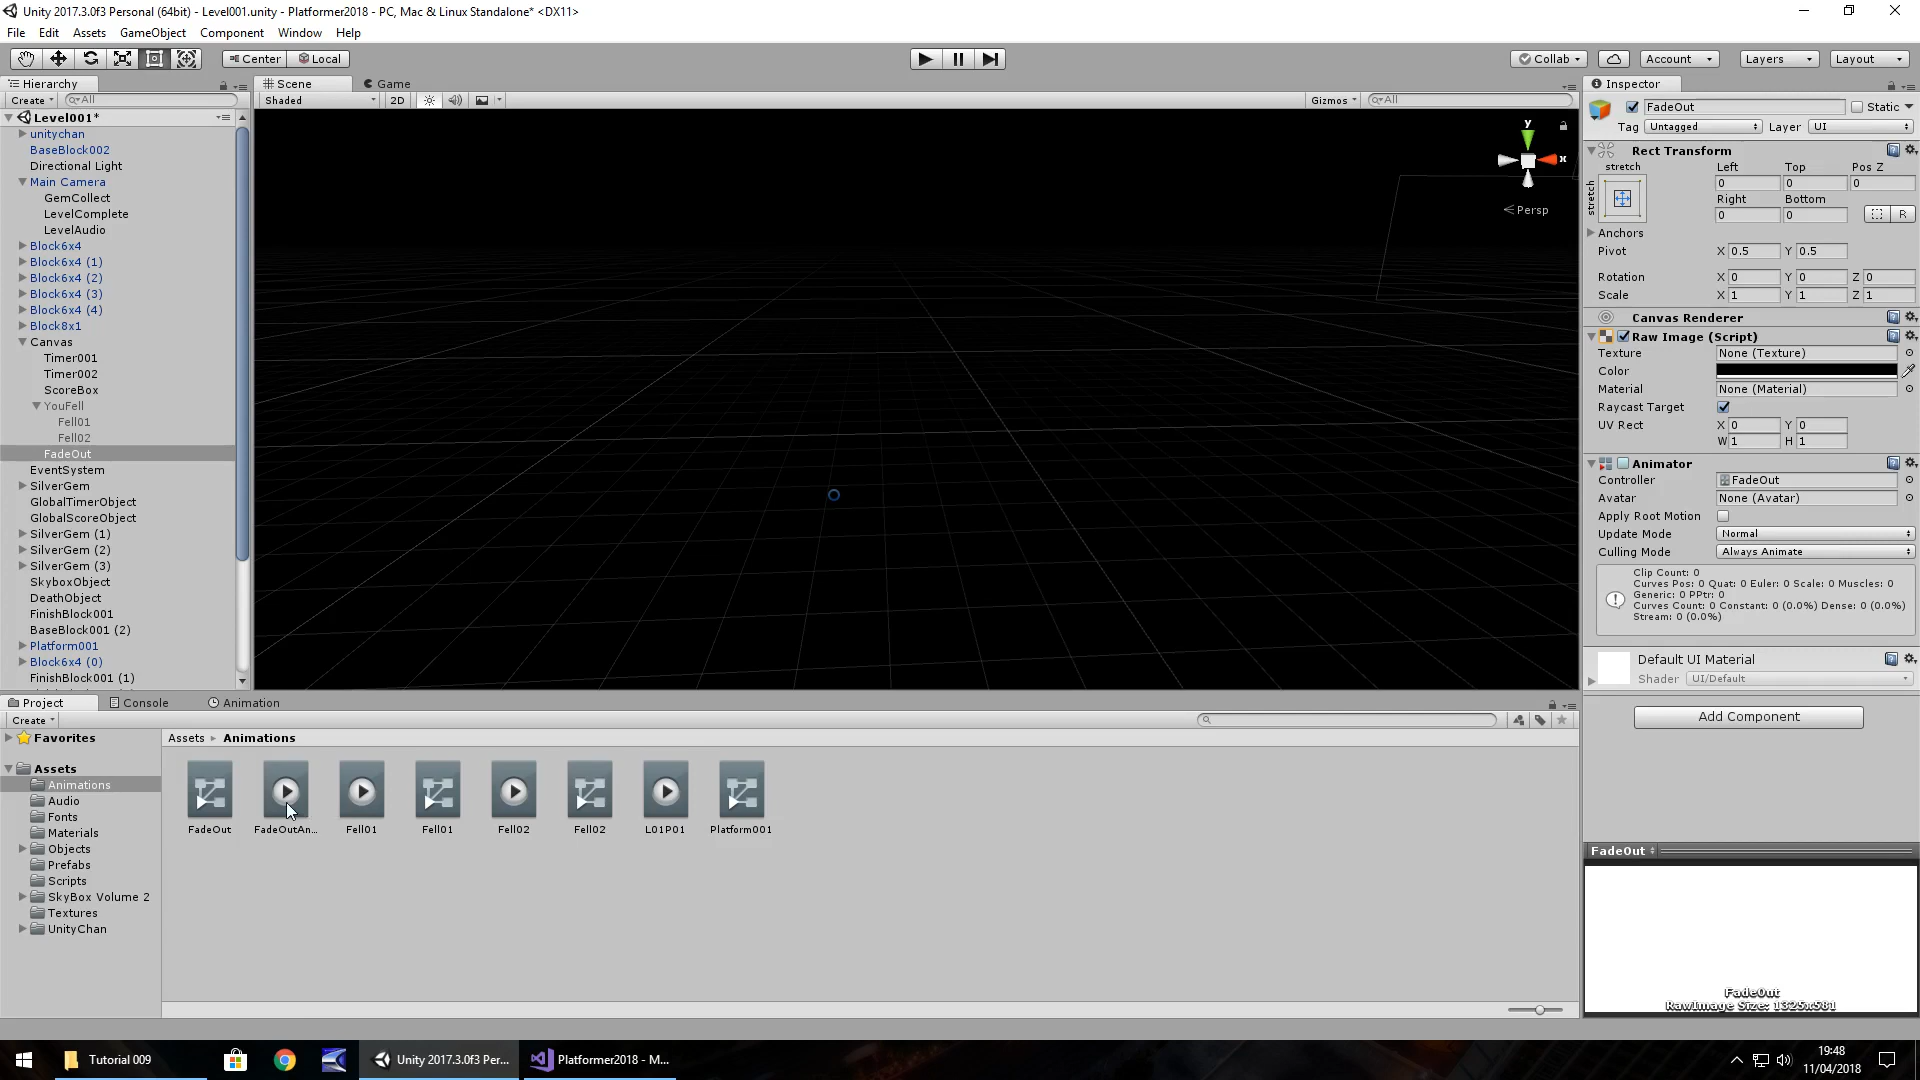 Unity 2017.3.0f3 Personal (64bit) - Level001.unity - Platformer2018 - PC, Mac & Linux Standalone* <DX11>
File Edit Assets GameObject Component Window Help
Center Local Collab Account Layers Layout
Hierarchy
Create All
Level001*
unitychan
BaseBlock002
Directional Light
Main Camera
GemCollect
LevelComplete
LevelAudio
Block6x4
Block6x4 (1)
Block6x4 (2)
Block6x4 (3)
Block6x4 (4)
Block8x1
Canvas
Timer001
Timer002
ScoreBox
YouFell
Fell01
Fell02
FadeOut
EventSystem
SilverGem
GlobalTimerObject
GlobalScoreObject
SilverGem (1)
SilverGem (2)
SilverGem (3)
SkyboxObject
DeathObject
FinishBlock001
BaseBlock001 (2)
Platform001
Block6x4 (0)
FinishBlock001 (1)
Scene Game
Shaded 2D Gizmos All
y
x
Persp
Inspector
FadeOut Static
Tag Untagged Layer UI
Rect Transform
stretch Left Top Pos Z
stretch
0 0 0
Right Bottom
0 0 R
Anchors
Pivot X 0.5 Y 0.5
Rotation X 0 Y 0 Z 0
Scale X 1 Y 1 Z 1
Canvas Renderer
Raw Image (Script)
Texture None (Texture)
Color
Material None (Material)
Raycast Target
UV Rect X 0 Y 0
W 1 H 1
Animator
Controller FadeOut
Avatar None (Avatar)
Apply Root Motion
Update Mode Normal
Culling Mode Always Animate
Clip Count: 0
Curves Pos: 0 Quat: 0 Euler: 0 Scale: 0 Muscles: 0
Generic: 0 PPtr: 0
Curves Count: 0 Constant: 0 (0.0%) Dense: 0 (0.0%)
Stream: 0 (0.0%)
Default UI Material
Shader UI/Default
Add Component
FadeOut
FadeOut
RawImage Size: 1325x581
Project Console Animation
Create
Favorites
Assets
Animations
Audio
Fonts
Materials
Objects
Prefabs
Scripts
SkyBox Volume 2
Textures
UnityChan
Assets Animations
FadeOut FadeOutAn... Fell01 Fell01 Fell02 Fell02 L01P01 Platform001
Tutorial 009 Unity 2017.3.0f3 Per... Platformer2018 - M...
19:48
11/04/2018